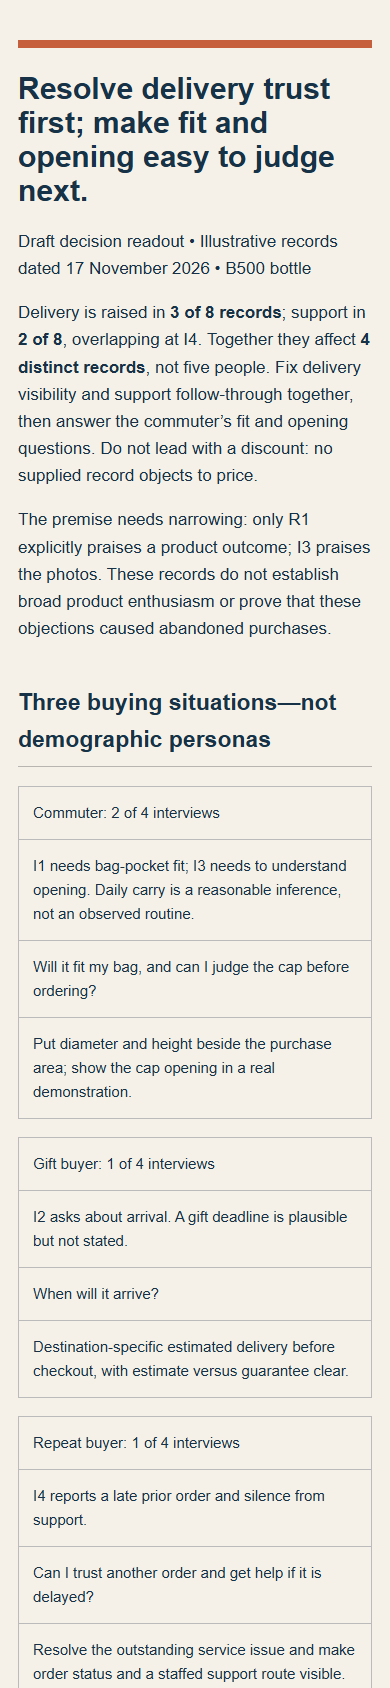 Resolve delivery trust
first; make fit and
opening easy to judge
next.
Draft decision readout • Illustrative records
dated 17 November 2026 • B500 bottle
Delivery is raised in 3 of 8 records; support in
2 of 8, overlapping at I4. Together they affect 4
distinct records, not five people. Fix delivery
visibility and support follow-through together,
then answer the commuter’s fit and opening
questions. Do not lead with a discount: no
supplied record objects to price.
The premise needs narrowing: only R1
explicitly praises a product outcome; I3 praises
the photos. These records do not establish
broad product enthusiasm or prove that these
objections caused abandoned purchases.
Three buying situations—not
demographic personas
Commuter: 2 of 4 interviews
I1 needs bag-pocket fit; I3 needs to understand
opening. Daily carry is a reasonable inference,
not an observed routine.
Will it fit my bag, and can I judge the cap before
ordering?
Put diameter and height beside the purchase
area; show the cap opening in a real
demonstration.
Gift buyer: 1 of 4 interviews
I2 asks about arrival. A gift deadline is plausible
but not stated.
When will it arrive?
Destination-specific estimated delivery before
checkout, with estimate versus guarantee clear.
Repeat buyer: 1 of 4 interviews
I4 reports a late prior order and silence from
support.
Can I trust another order and get help if it is
delayed?
Resolve the outstanding service issue and make
order status and a staffed support route visible.